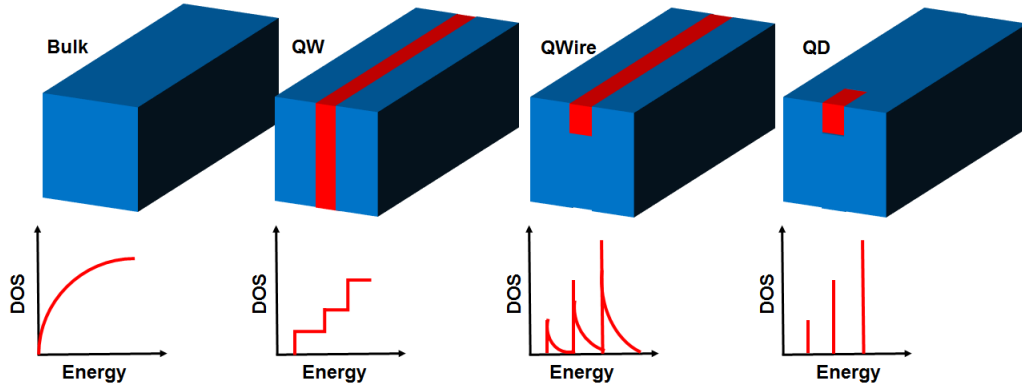 Bulk
QW
QWire
QD
DOS
Energy
DOS
Energy
DOS
Energy
DOS
Energy